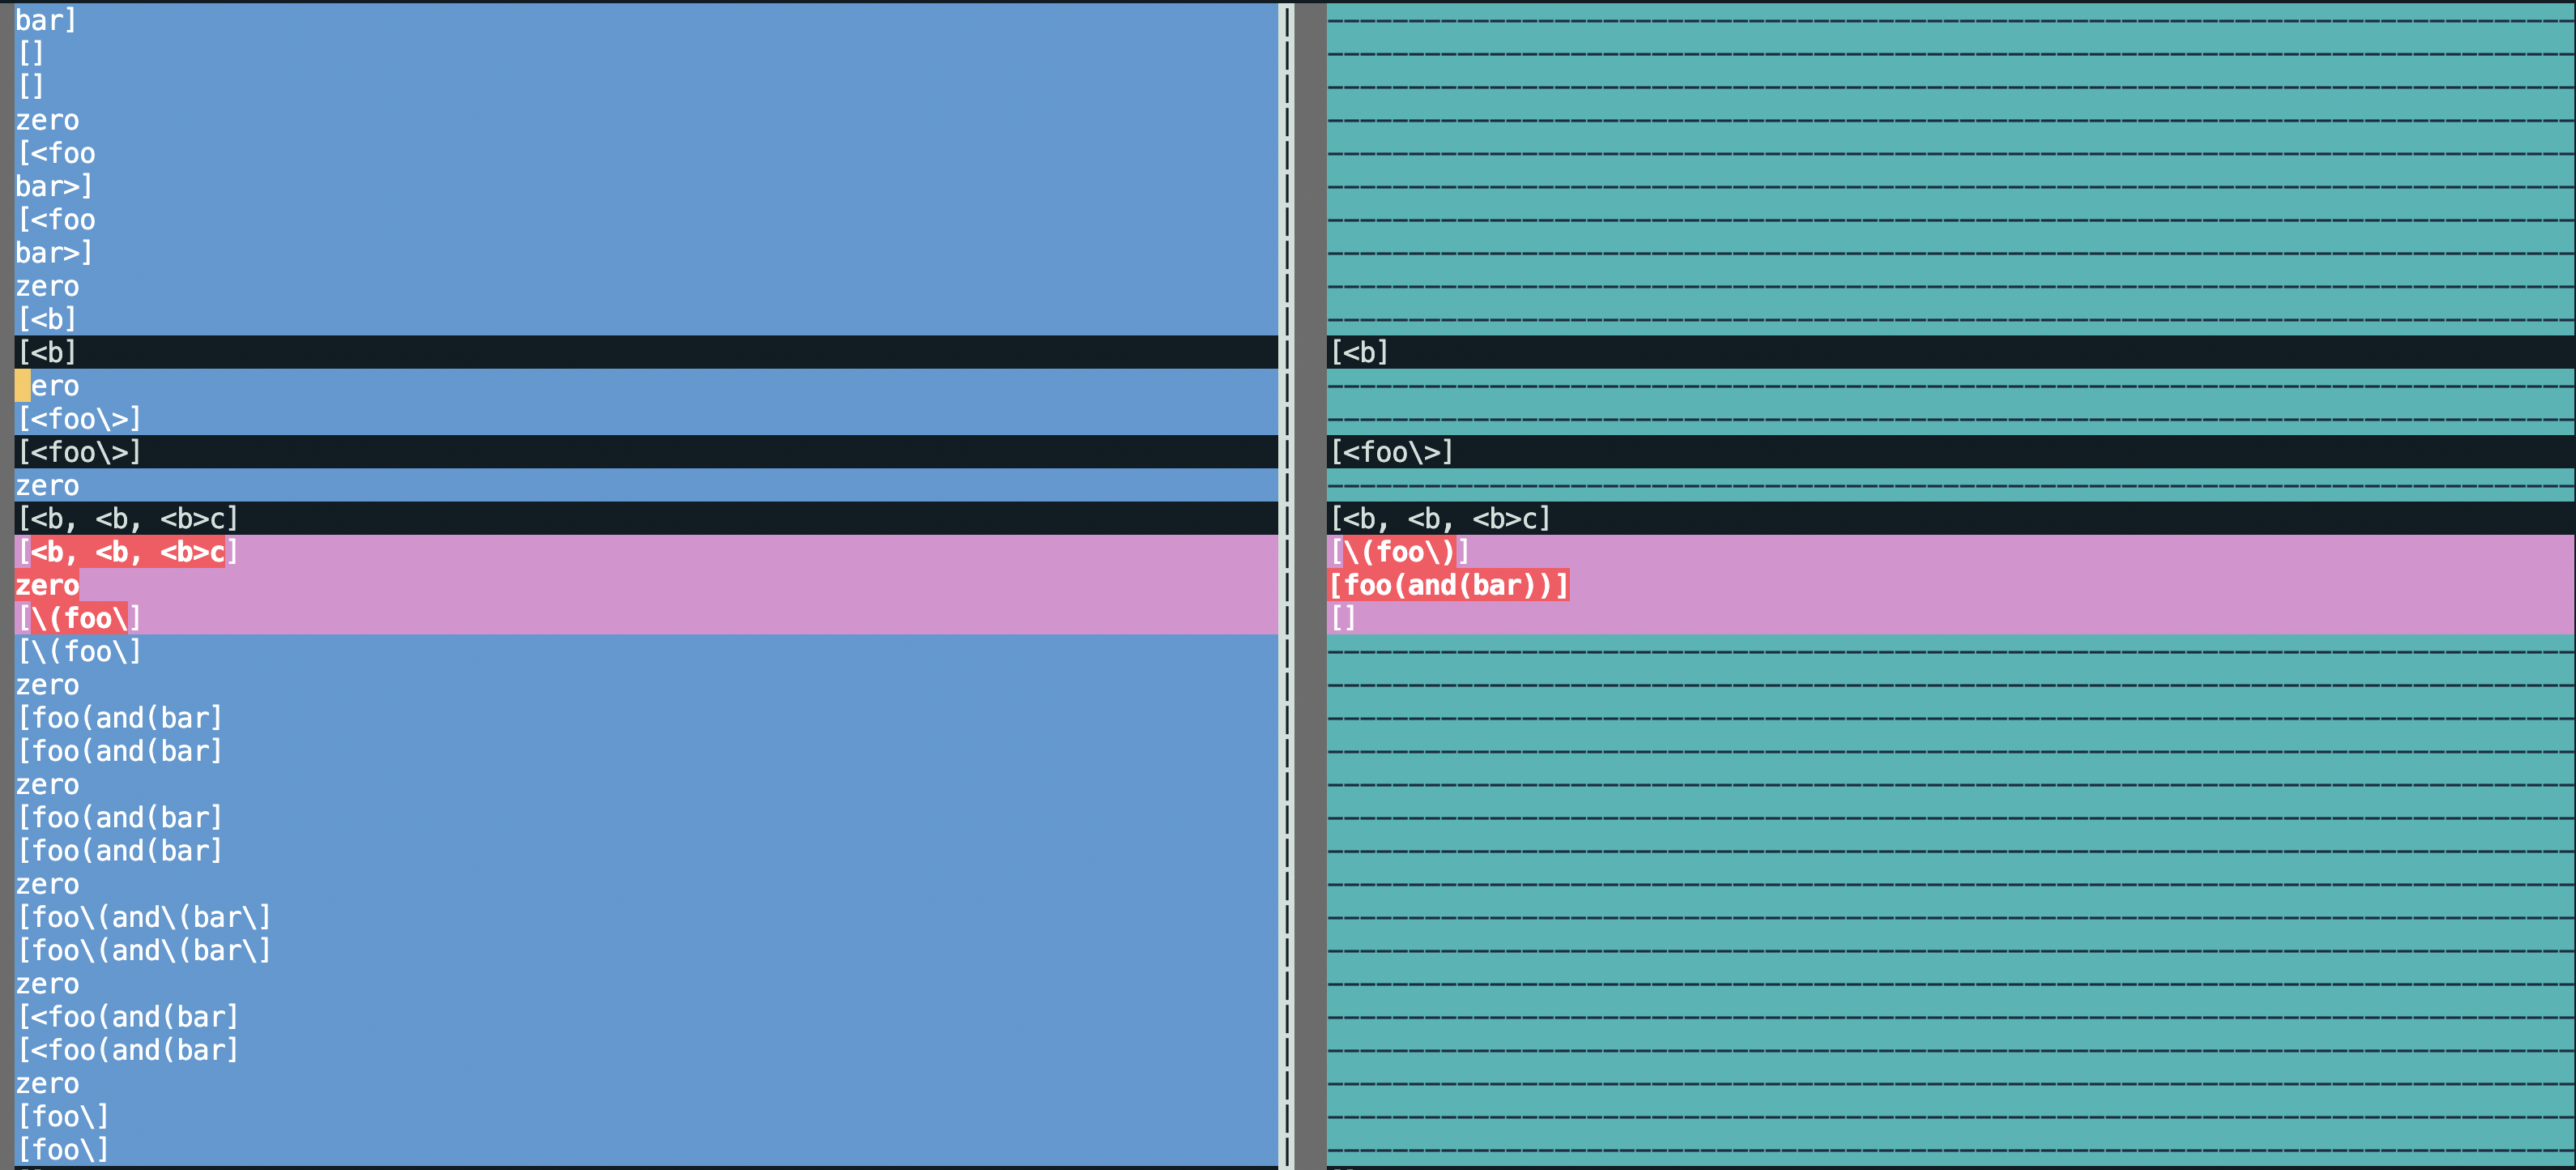 bar]
[]
[]
zero
[<foo
bar>]
[<foo
bar>]
zero
[<b]
[<b]
ero
[<foo\>]
[<foo\>]
zero
[<b, <b, <b>c]
[<b, <b, <b>c]
zero
[\(foo\]
[\(foo\]
zero
[foo(and(bar]
[foo(and(bar]
zero
[foo(and(bar]
[foo(and(bar]
zero
[foo\(and\(bar\]
[foo\(and\(bar\]
zero
[<foo(and(bar]
[<foo(and(bar]
zero
[foo\]
[foo\]
[<b]
[<foo\>]
[<b, <b, <b>c]
[\(foo\)]
[foo(and(bar))]
[]